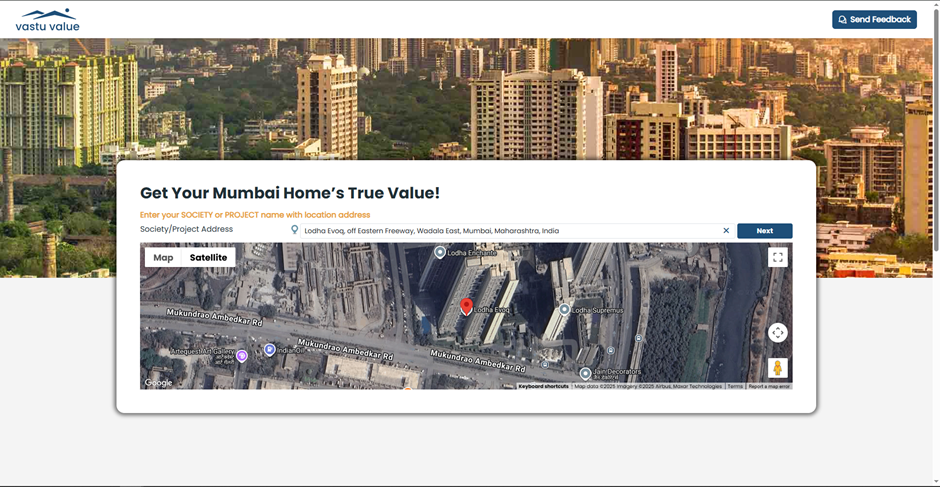 vastu value
Send Feedback
Get Your Mumbai Home's True Value!
Enter your SOCIETY or PROJECT name with location address
Society/Project Address
Lodha Evoq, off Eastern Freeway, Wadala East, Mumbai, Maharashtra, India
Next
Map
Satellite
Lodha Enchante
Lodha Evoq
Lodha Supremus
Mukundrao Ambedkar Rd
Artequest Art Gallery
IndianOil
Mukundrao Ambedkar Rd
Mukundrao Ambedkar Rd
Jain Decorators
Google
Keyboard shortcuts
Map data ©2025 Imagery ©2025 Airbus, Maxar Technologies
Terms
Report a map error